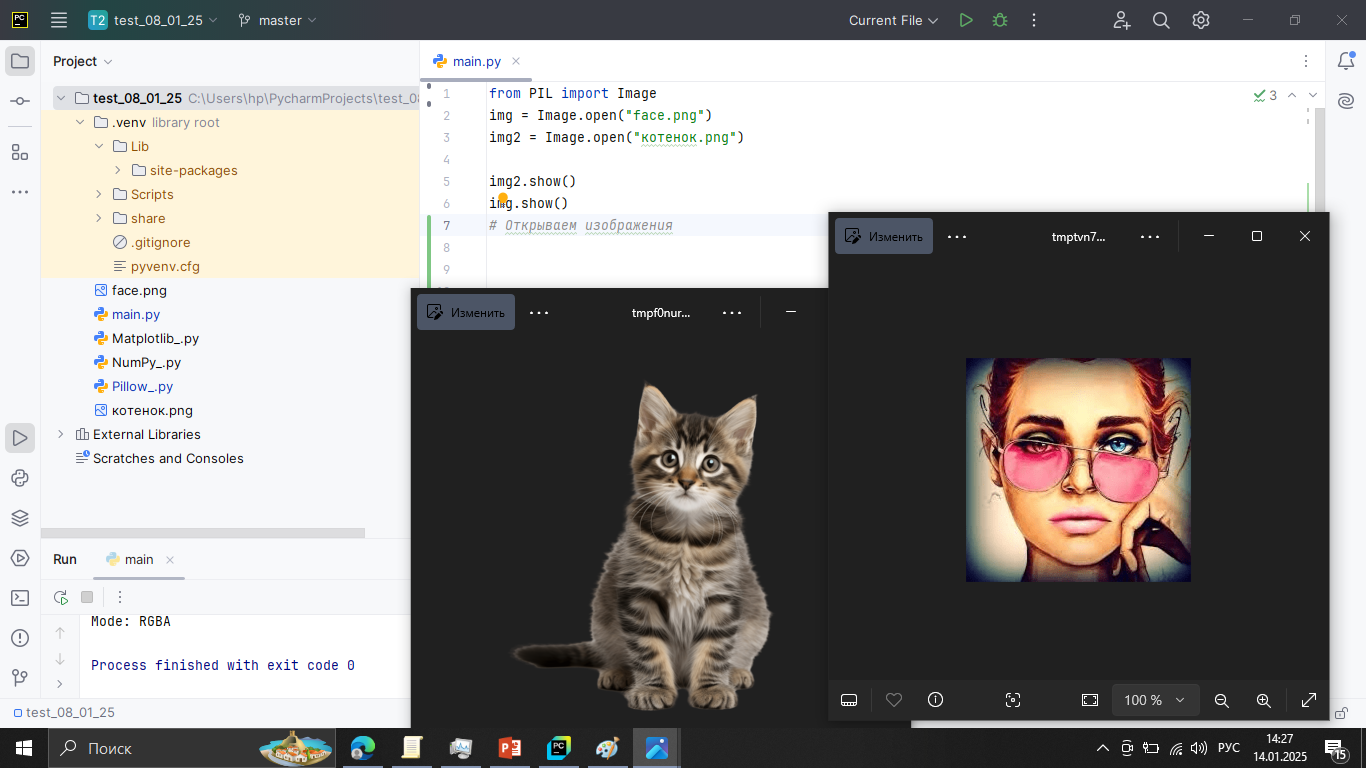 PC
T2 test_08_01_25
master
Current File
Project
main.py
test_08_01_25 C:\Users\hp\PycharmProjects\test_08
.venv library root
Lib
site-packages
Scripts
share
.gitignore
pyvenv.cfg
face.png
main.py
Matplotlib_.py
NumPy_.py
Pillow_.py
котенок.png
External Libraries
Scratches and Consoles
1 from PIL import Image
2 img = Image.open("face.png")
3 img2 = Image.open("котенок.png")
4
5 img2.show()
6 img.show()
7 # Открываем изображения
8
9
3
Изменить
tmpf0nur...
Изменить
tmptvn7...
100 %
Run
main
Mode: RGBA
Process finished with exit code 0
test_08_01_25
Поиск
PC
РУС
14:27
14.01.2025
15